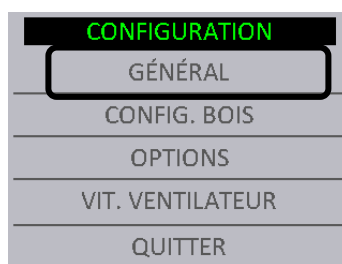 CONFIGURATION
GÉNÉRAL
CONFIG. BOIS
OPTIONS
VIT. VENTILATEUR
QUITTER